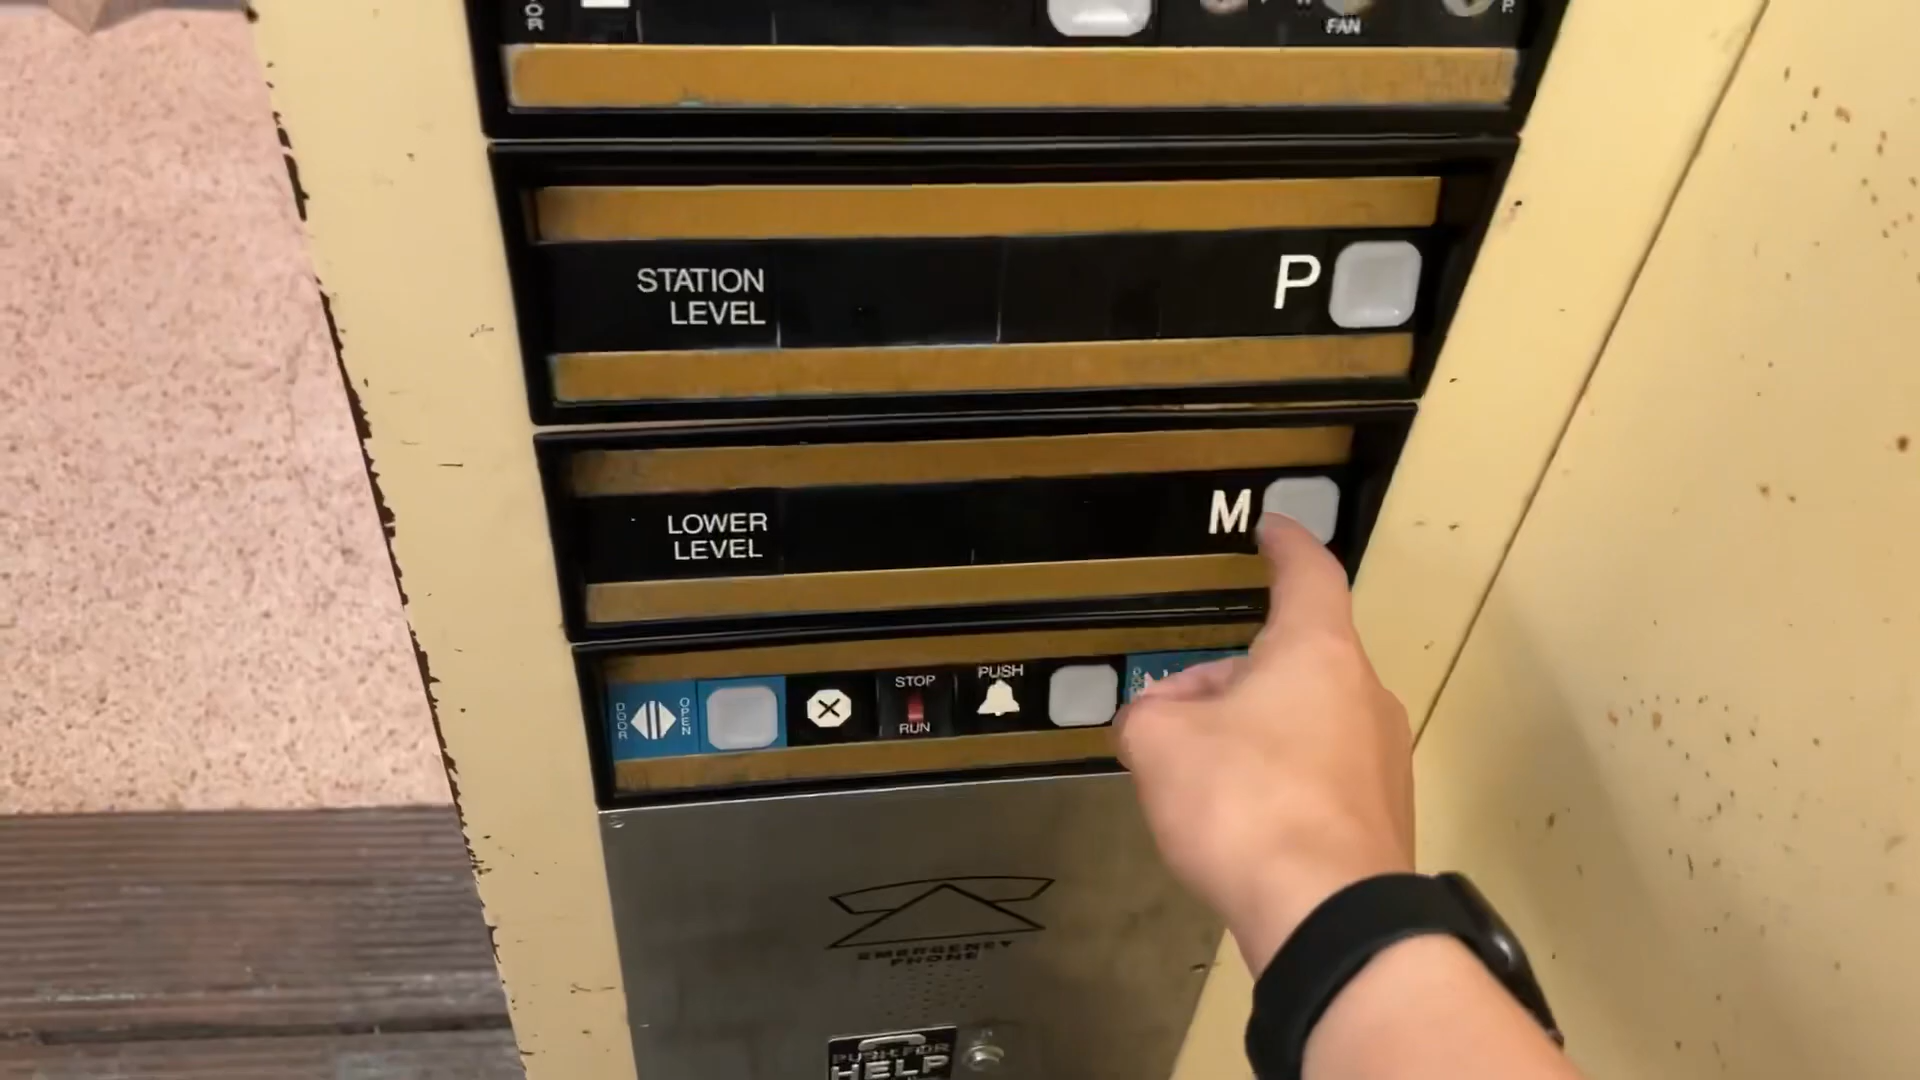 FAN
STATION
LEVEL
P
LOWER
LEVEL
M
DOOR
OPEN
STOP
RUN
PUSH
EMERGENCY
PHONE
PUSH FOR
HELP